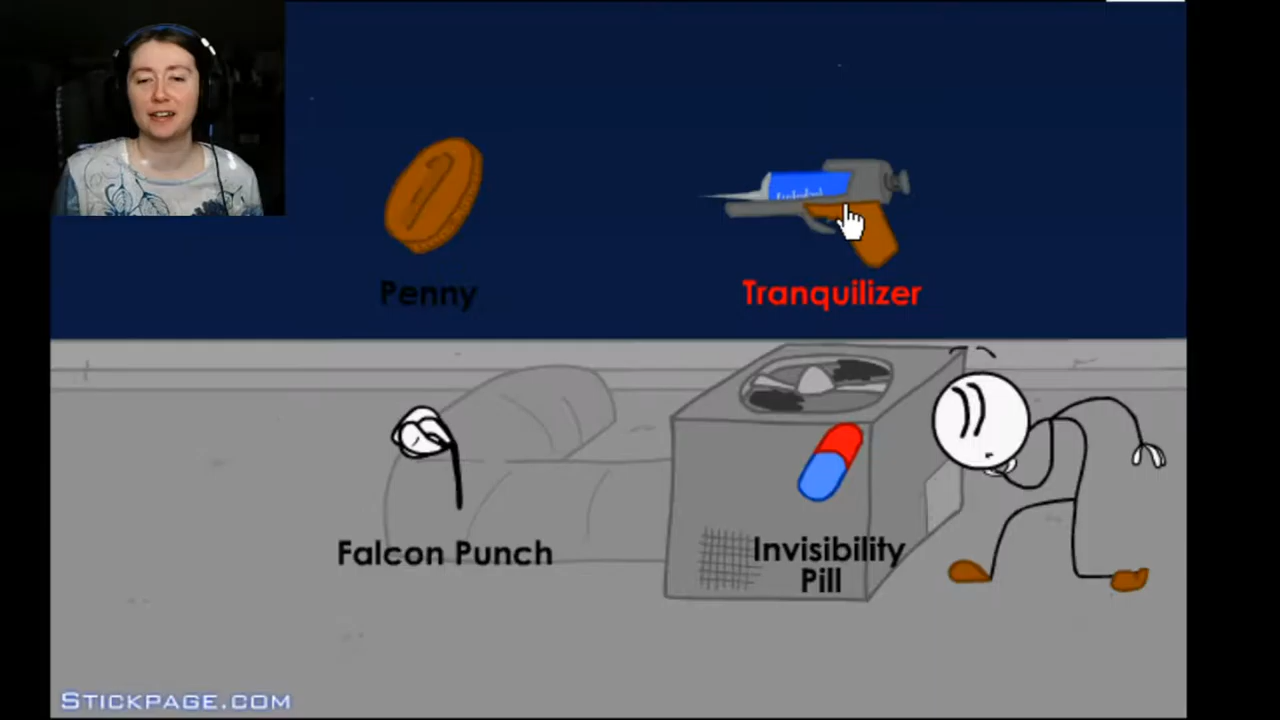 Penny
Tranquilizer
Falcon Punch
Invisibility
Pill
STICKPAGE.COM